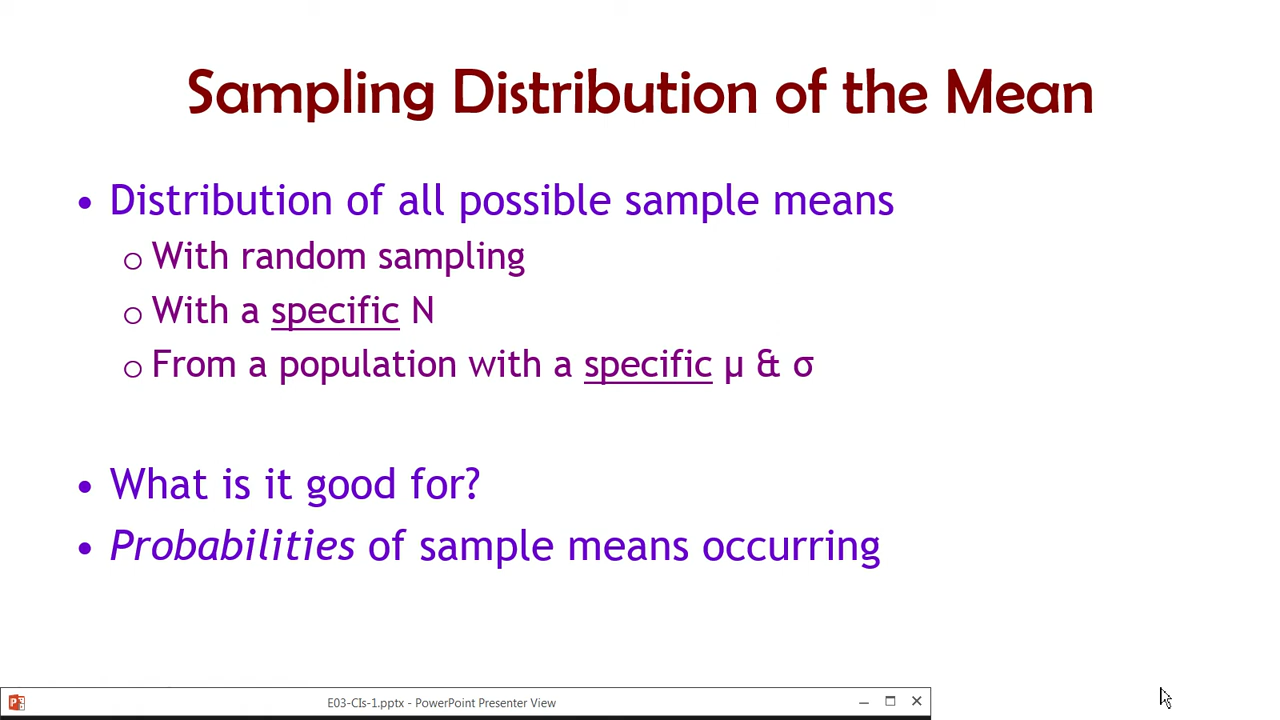 Sampling Distribution of the Mean
• Distribution of all possible sample means
o With random sampling
o With a specific N
o From a population with a specific µ & σ
• What is it good for?
• Probabilities of sample means occurring
E03-CIs-1.pptx - PowerPoint Presenter View